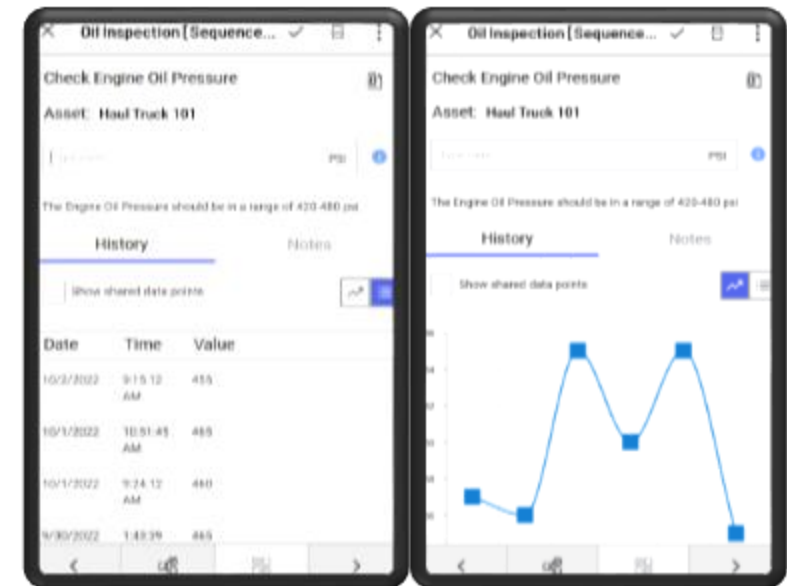 Oil Inspection [Sequence...
Check Engine Oil Pressure
Asset: Haul Truck 101
PSI
The Engine Oil Pressure should be in a range of 420-480 psi
History Notes
Show shared data points
Date Time Value
10/2/2022 9:15:12 AM 455
10/1/2022 10:51:45 AM 465
10/1/2022 9:24:12 AM 460
9/30/2022 1:43:39 465
Oil Inspection [Sequence...
Check Engine Oil Pressure
Asset: Haul Truck 101
PSI
The Engine Oil Pressure should be in a range of 420-480 psi
History Notes
Show shared data points